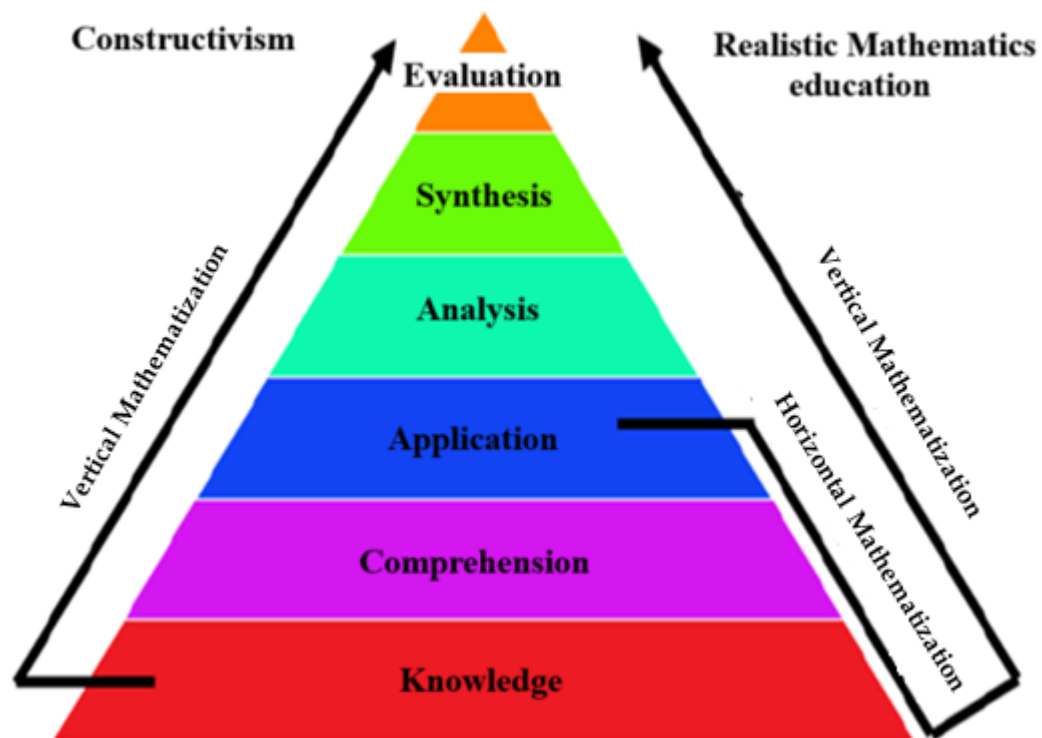 Constructivism
Realistic Mathematics
education
Evaluation
Synthesis
Analysis
Application
Comprehension
Knowledge
Vertical Mathematization
Vertical Mathematization
Horizontal Mathematization